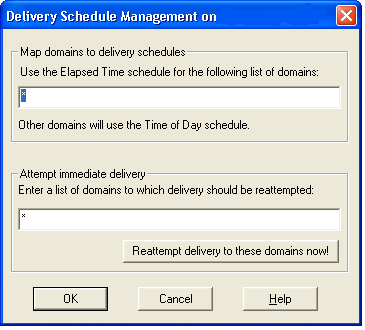 Delivery Schedule Management on
Map domains to delivery schedules
Use the Elapsed Time schedule for the following list of domains:
*
Other domains will use the Time of Day schedule.
Attempt immediate delivery
Enter a list of domains to which delivery should be reattempted:
*
Reattempt delivery to these domains now!
OK
Cancel
Help